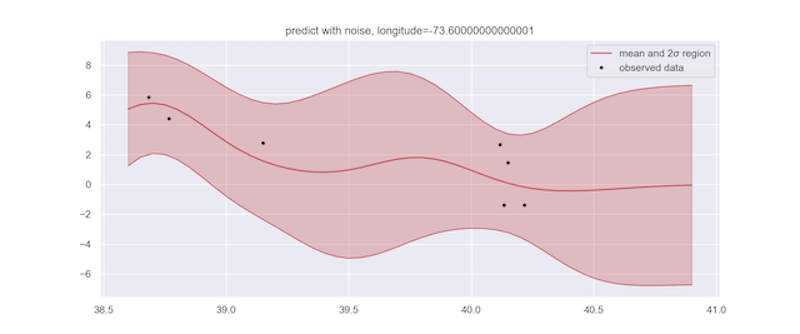 predict with noise, longitude=-73.60000000000001
mean and 2σ region
observed data
8
6
4
2
0
−2
−4
−6
38.5 39.0 39.5 40.0 40.5 41.0